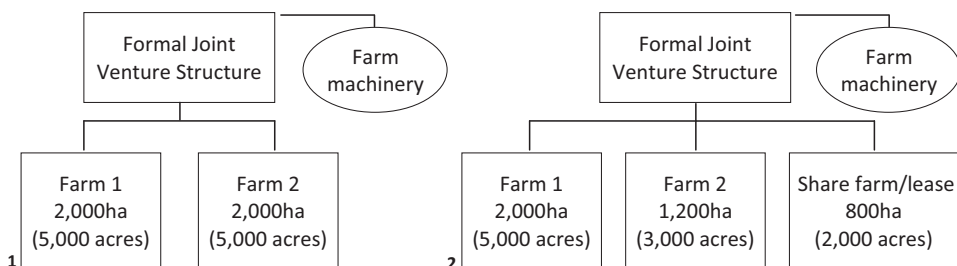 Formal Joint
Venture Structure
Farm
machinery
Farm 1
2,000ha
(5,000 acres)
Farm 2
2,000ha
(5,000 acres)
1
Formal Joint
Venture Structure
Farm
machinery
Farm 1
2,000ha
(5,000 acres)
Farm 2
1,200ha
(3,000 acres)
Share farm/lease
800ha
(2,000 acres)
2